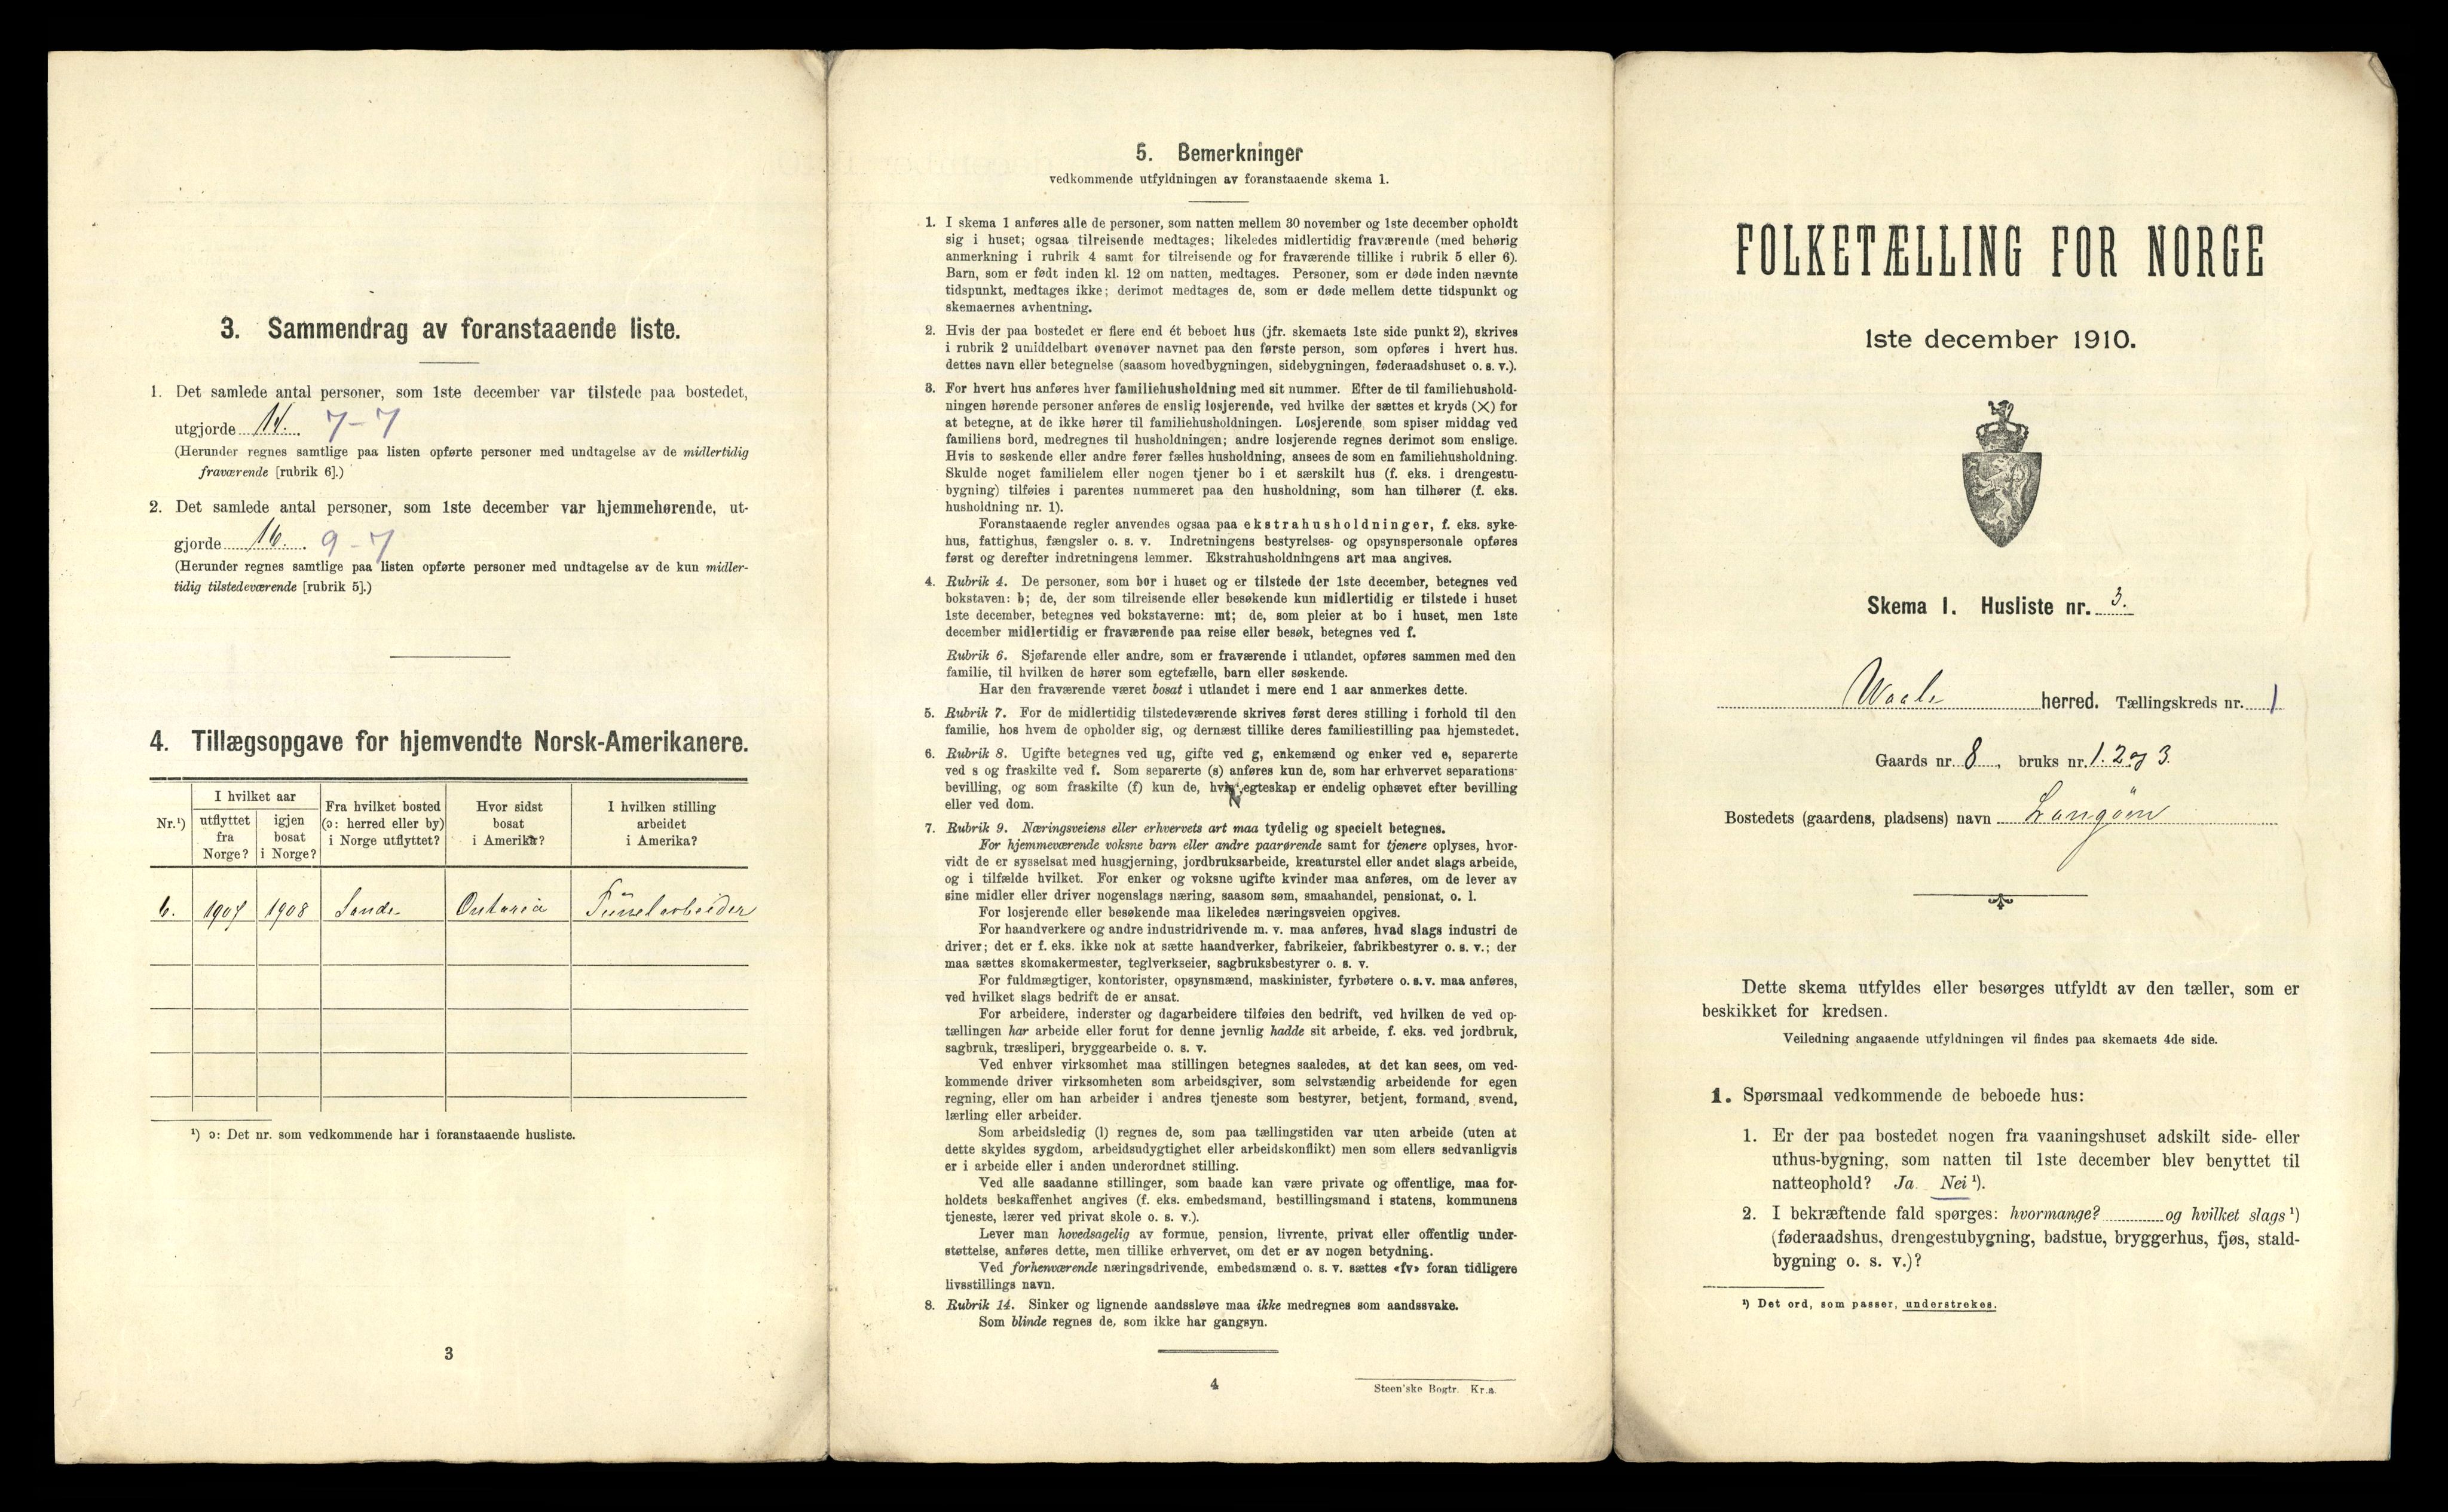 3. Sammendrag av foranstaaende liste.
1. Det samlede antal personer, som 1ste december var tilstede paa bostedet,
utgjorde 14. 7-7
(Herunder regnes samtlige paa listen opførte personer med undtagelse av de midlertidig
fraværende [rubrik 6].)
2. Det samlede antal personer, som 1ste december var hjemmehørende, ut-
gjorde 16. 9-7
(Herunder regnes samtlige paa listen opførte personer med undtagelse av de kun midler-
tidig tilstedeværende [rubrik 5].)
4. Tillægsopgave for hjemvendte Norsk-Amerikanere.
Nr.¹)
I hvilket aar
utflyttet fra Norge?
igjen bosat i Norge?
Fra hvilket bosted (ɔ: herred eller by) i Norge utflyttet?
Hvor sidst bosat i Amerika?
I hvilken stilling arbeidet i Amerika?
6. 1907 1908 Sande Ontario Tünelarbeider
¹) ɔ: Det nr. som vedkommende har i foranstaaende husliste.
3
5. Bemerkninger
vedkommende utfyldningen av foranstaaende skema 1.
1. I skema 1 anføres alle de personer, som natten mellem 30 november og 1ste december opholdt
sig i huset; ogsaa tilreisende medtages; likeledes midlertidig fraværende (med behørig
anmerkning i rubrik 4 samt for tilreisende og for fraværende tillike i rubrik 5 eller 6).
Barn, som er født inden kl. 12 om natten, medtages. Personer, som er døde inden nævnte
tidspunkt, medtages ikke; derimot medtages de, som er døde mellem dette tidspunkt og
skemaernes avhentning.
2. Hvis der paa bostedet er flere end ét beboet hus (jfr. skemaets 1ste side punkt 2), skrives
i rubrik 2 umiddelbart ovenover navnet paa den første person, som opføres i hvert hus.
dettes navn eller betegnelse (saasom hovedbygningen, sidebygningen, føderaadshuset o. s. v.).
3. For hvert hus anføres hver familiehusholdning med sit nummer. Efter de til familiehushold-
ningen hørende personer anføres de enslig losjerende, ved hvilke der sættes et kryds (X) for
at betegne, at de ikke hører til familiehusholdningen. Losjerende som spiser middag ved
familiens bord, medregnes til husholdningen; andre losjerende regnes derimot som enslige.
Hvis to søskende eller andre fører fælles husholdning, ansees de som en familiehusholdning.
Skulde noget familielem eller nogen tjener bo i et særskilt hus (f. eks. i drengestu-
bygning) tilføies i parentes nummeret paa den husholdning, som han tilhører (f. eks.
husholdning nr. 1).
Foranstaaende regler anvendes ogsaa paa ekstrahusholdninger, f. eks. syke-
hus, fattighus, fængsler o. s. v. Indretningens bestyrelses- og opsynspersonale opføres
først og derefter indretningens lemmer. Ekstrahusholdningens art maa angives.
4. Rubrik 4. De personer, som bor i huset og er tilstede der 1ste december, betegnes ved
bokstaven: b; de, der som tilreisende eller besøkende kun midlertidig er tilstede i huset
1ste december, betegnes ved bokstaverne: mt; de, som pleier at bo i huset, men 1ste
december midlertidig er fraværende paa reise eller besøk, betegnes ved f.
Rubrik 6. Sjøfarende eller andre, som er fraværende i utlandet, opføres sammen med den
familie, til hvilken de hører som egtefælle, barn eller søskende.
Har den fraværende været bosat i utlandet i mere end 1 aar anmerkes dette.
5. Rubrik 7. For de midlertidig tilstedeværende skrives først deres stilling i forhold til den
familie, hos hvem de opholder sig, og dernæst tillike deres familiestilling paa hjemstedet.
6. Rubrik 8. Ugifte betegnes ved ug, gifte ved g, enkemænd og enker ved e, separerte
ved s og fraskilte ved f. Som separerte (s) anføres kun de, som har erhvervet separations-
bevilling, og som fraskilte (f) kun de, hvis egteskap er endelig ophævet efter bevilling
eller ved dom.
7. Rubrik 9. Næringsveiens eller erhvervets art maa tydelig og specielt betegnes.
For hjemmeværende voksne barn eller andre paarørende samt for tjenere oplyses, hvor-
vidt de er sysselsat med husgjerning, jordbruksarbeide, kreaturstel eller andet slags arbeide,
og i tilfælde hvilket. For enker og voksne ugifte kvinder maa anføres, om de lever av
sine midler eller driver nogenslags næring, saasom søm, smaahandel, pensionat, o. l.
For losjerende eller besøkende maa likeledes næringsveien opgives.
For haandverkere og andre industridrivende m. v. maa anføres, hvad slags industri de
driver; det er f. eks. ikke nok at sætte haandverker, fabrikeier, fabrikbestyrer o. s. v.; der
maa sættes skomakermester, teglverkseier, sagbruksbestyrer o. s. v.
For fuldmægtiger, kontorister, opsynsmænd, maskinister, fyrbøtere o. s. v. maa anføres,
ved hvilket slags bedrift de er ansat.
For arbeidere, inderster og dagarbeidere tilføies den bedrift, ved hvilken de ved op-
tællingen har arbeide eller forut for denne jevnlig hadde sit arbeide, f. eks. ved jordbruk,
sagbruk, træsliperi, bryggearbeide o. s. v.
Ved enhver virksomhet maa stillingen betegnes saaledes, at det kan sees, om ved-
kommende driver virksomheten som arbeidsgiver, som selvstændig arbeidende for egen
regning, eller om han arbeider i andres tjeneste som bestyrer, betjent, formand, svend,
lærling eller arbeider.
Som arbeidsledig (l) regnes de, som paa tællingstiden var uten arbeide (uten at
dette skyldes sygdom, arbeidsudygtighet eller arbeidskonflikt) men som ellers sedvanligvis
er i arbeide eller i anden underordnet stilling.
Ved alle saadanne stillinger, som baade kan være private og offentlige, maa for-
holdets beskaffenhet angives (f. eks. embedsmand, bestillingsmand i statens, kommunens
tjeneste, lærer ved privat skole o. s. v.).
Lever man hovedsagelig av formue, pension, livrente, privat eller offentlig under-
støttelse, anføres dette, men tillike erhvervet, om det er av nogen betydning.
Ved forhenværende næringsdrivende, embedsmænd o. s. v. sættes «fv» foran tidligere
livsstillings navn.
8. Rubrik 14. Sinker og lignende aandssløve maa ikke medregnes som aandssvake.
Som blinde regnes de, som ikke har gangsyn.
4
Steen'ske Bogtr. Kr.a.
FOLKETÆLLING FOR NORGE
1ste december 1910.
Skema 1. Husliste nr. 3.
Waale herred. Tællingskreds nr. 1
Gaards nr. 8, bruks nr. 1. 2 og 3.
Bostedets (gaardens, pladsens) navn Langöen
Dette skema utfyldes eller besørges utfyldt av den tæller, som er
beskikket for kredsen.
Veiledning angaaende utfyldningen vil findes paa skemaets 4de side.
1. Spørsmaal vedkommende de beboede hus:
1. Er der paa bostedet nogen fra vaaningshuset adskilt side- eller
uthus-bygning, som natten til 1ste december blev benyttet til
natteophold? Ja. Nei ¹).
2. I bekræftende fald spørges: hvormange? og hvilket slags ¹)
(føderaadshus, drengestubygning, badstue, bryggerhus, fjøs, stald-
bygning o. s. v.)?
¹) Det ord, som passer, understrekes.